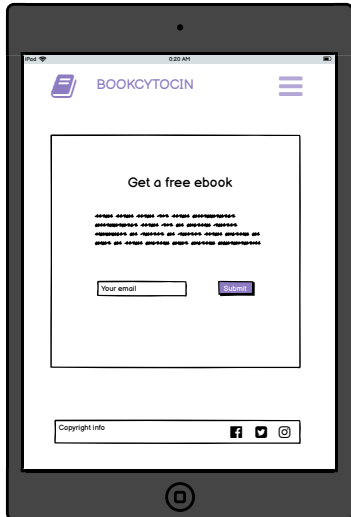 iPad 0:20 AM
BOOKCYTOCIN
Get a free ebook
Your email Submit
Copyright info